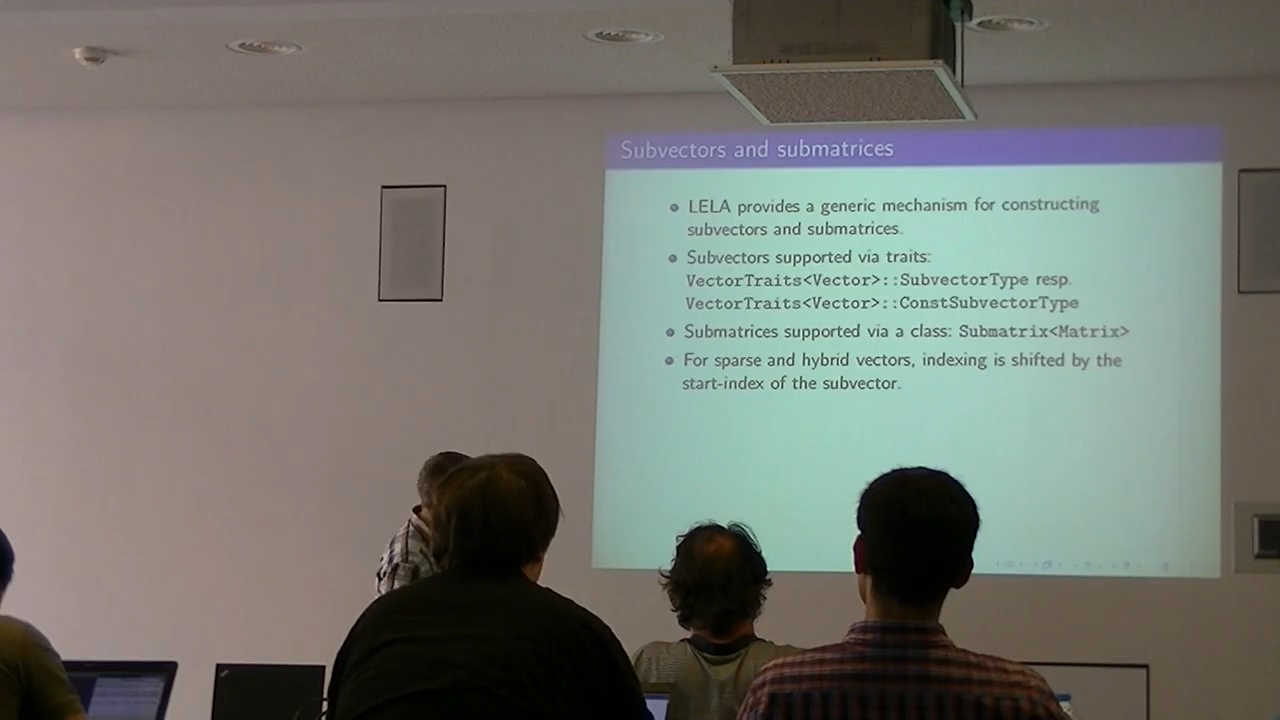 Subvectors and submatrices
LELA provides a generic mechanism for constructing
subvectors and submatrices.
Subvectors supported via traits:
VectorTraits<Vector>::SubvectorType resp.
VectorTraits<Vector>::ConstSubvectorType
Submatrices supported via a class: Submatrix<Matrix>
For sparse and hybrid vectors, indexing is shifted by the
start-index of the subvector.